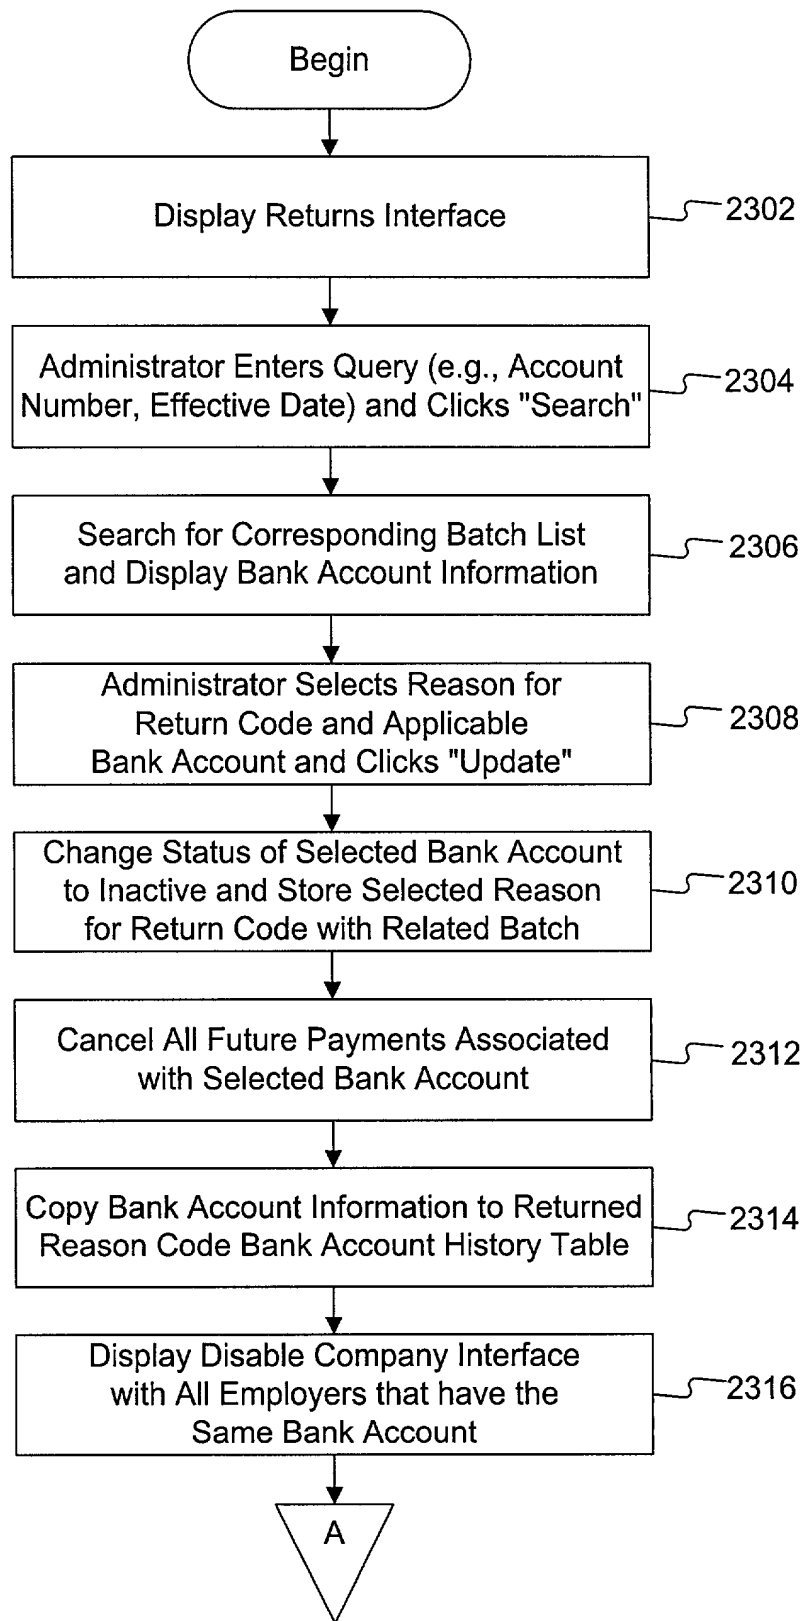 Begin
Display Returns Interface
2302
Administrator Enters Query (e.g., Account
Number, Effective Date) and Clicks "Search"
2304
Search for Corresponding Batch List
and Display Bank Account Information
2306
Administrator Selects Reason for
Return Code and Applicable
Bank Account and Clicks "Update"
2308
Change Status of Selected Bank Account
to Inactive and Store Selected Reason
for Return Code with Related Batch
2310
Cancel All Future Payments Associated
with Selected Bank Account
2312
Copy Bank Account Information to Returned
Reason Code Bank Account History Table
2314
Display Disable Company Interface
with All Employers that have the
Same Bank Account
2316
A